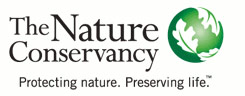 The Nature
Conservancy
Protecting nature. Preserving life.™